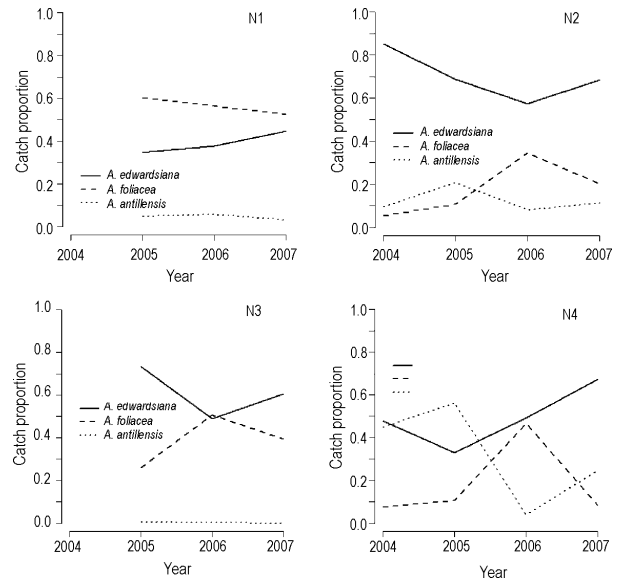 N1
Catch proportion
1.0
0.8
0.6
0.4
0.2
0.0
A. edwardsiana
A. foliacea
A. antillensis
2004 2005 2006 2007
Year
N2
Catch proportion
1.0
0.8
0.6
0.4
0.2
0.0
A. edwardsiana
A. foliacea
A. antillensis
2004 2005 2006 2007
Year
N3
Catch proportion
1.0
0.8
0.6
0.4
0.2
0.0
A. edwardsiana
A. foliacea
A. antillensis
2004 2005 2006 2007
Year
N4
Catch proportion
1.0
0.8
0.6
0.4
0.2
0.0
2004 2005 2006 2007
Year